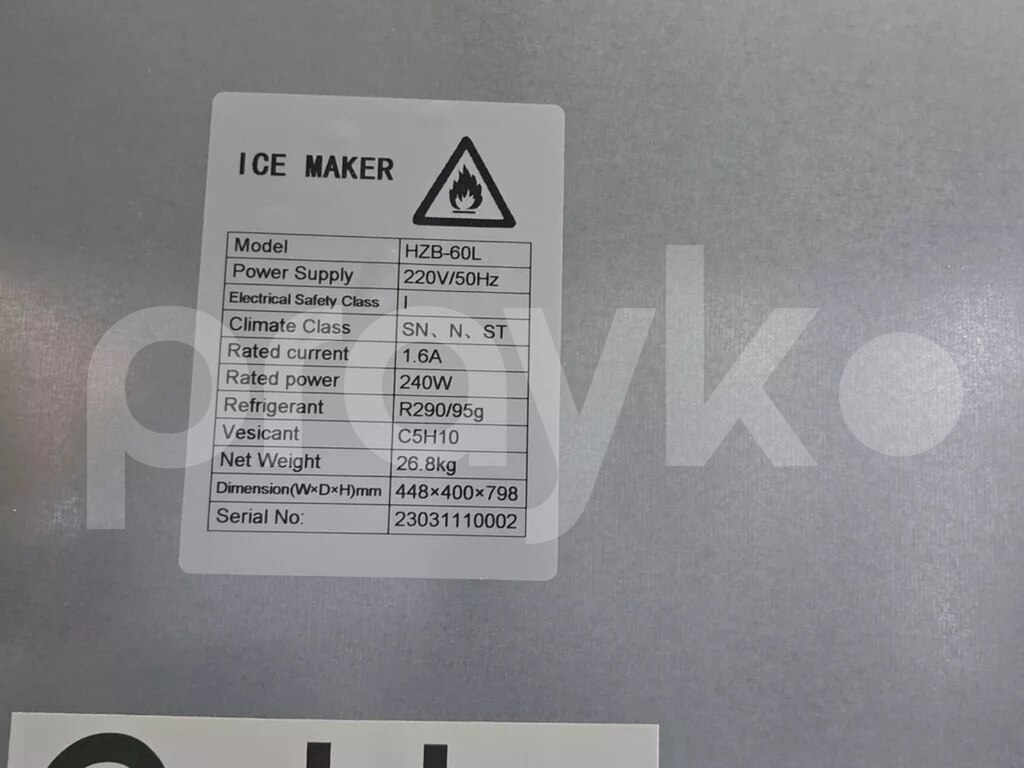 ICE MAKER
Model HZB-60L
Power Supply 220V/50Hz
Electrical Safety Class I
Climate Class SN、N、ST
Rated current 1.6A
Rated power 240W
Refrigerant R290/95g
Vesicant C5H10
Net Weight 26.8kg
Dimension(W×D×H)mm 448×400×798
Serial No: 23031110002
prayk